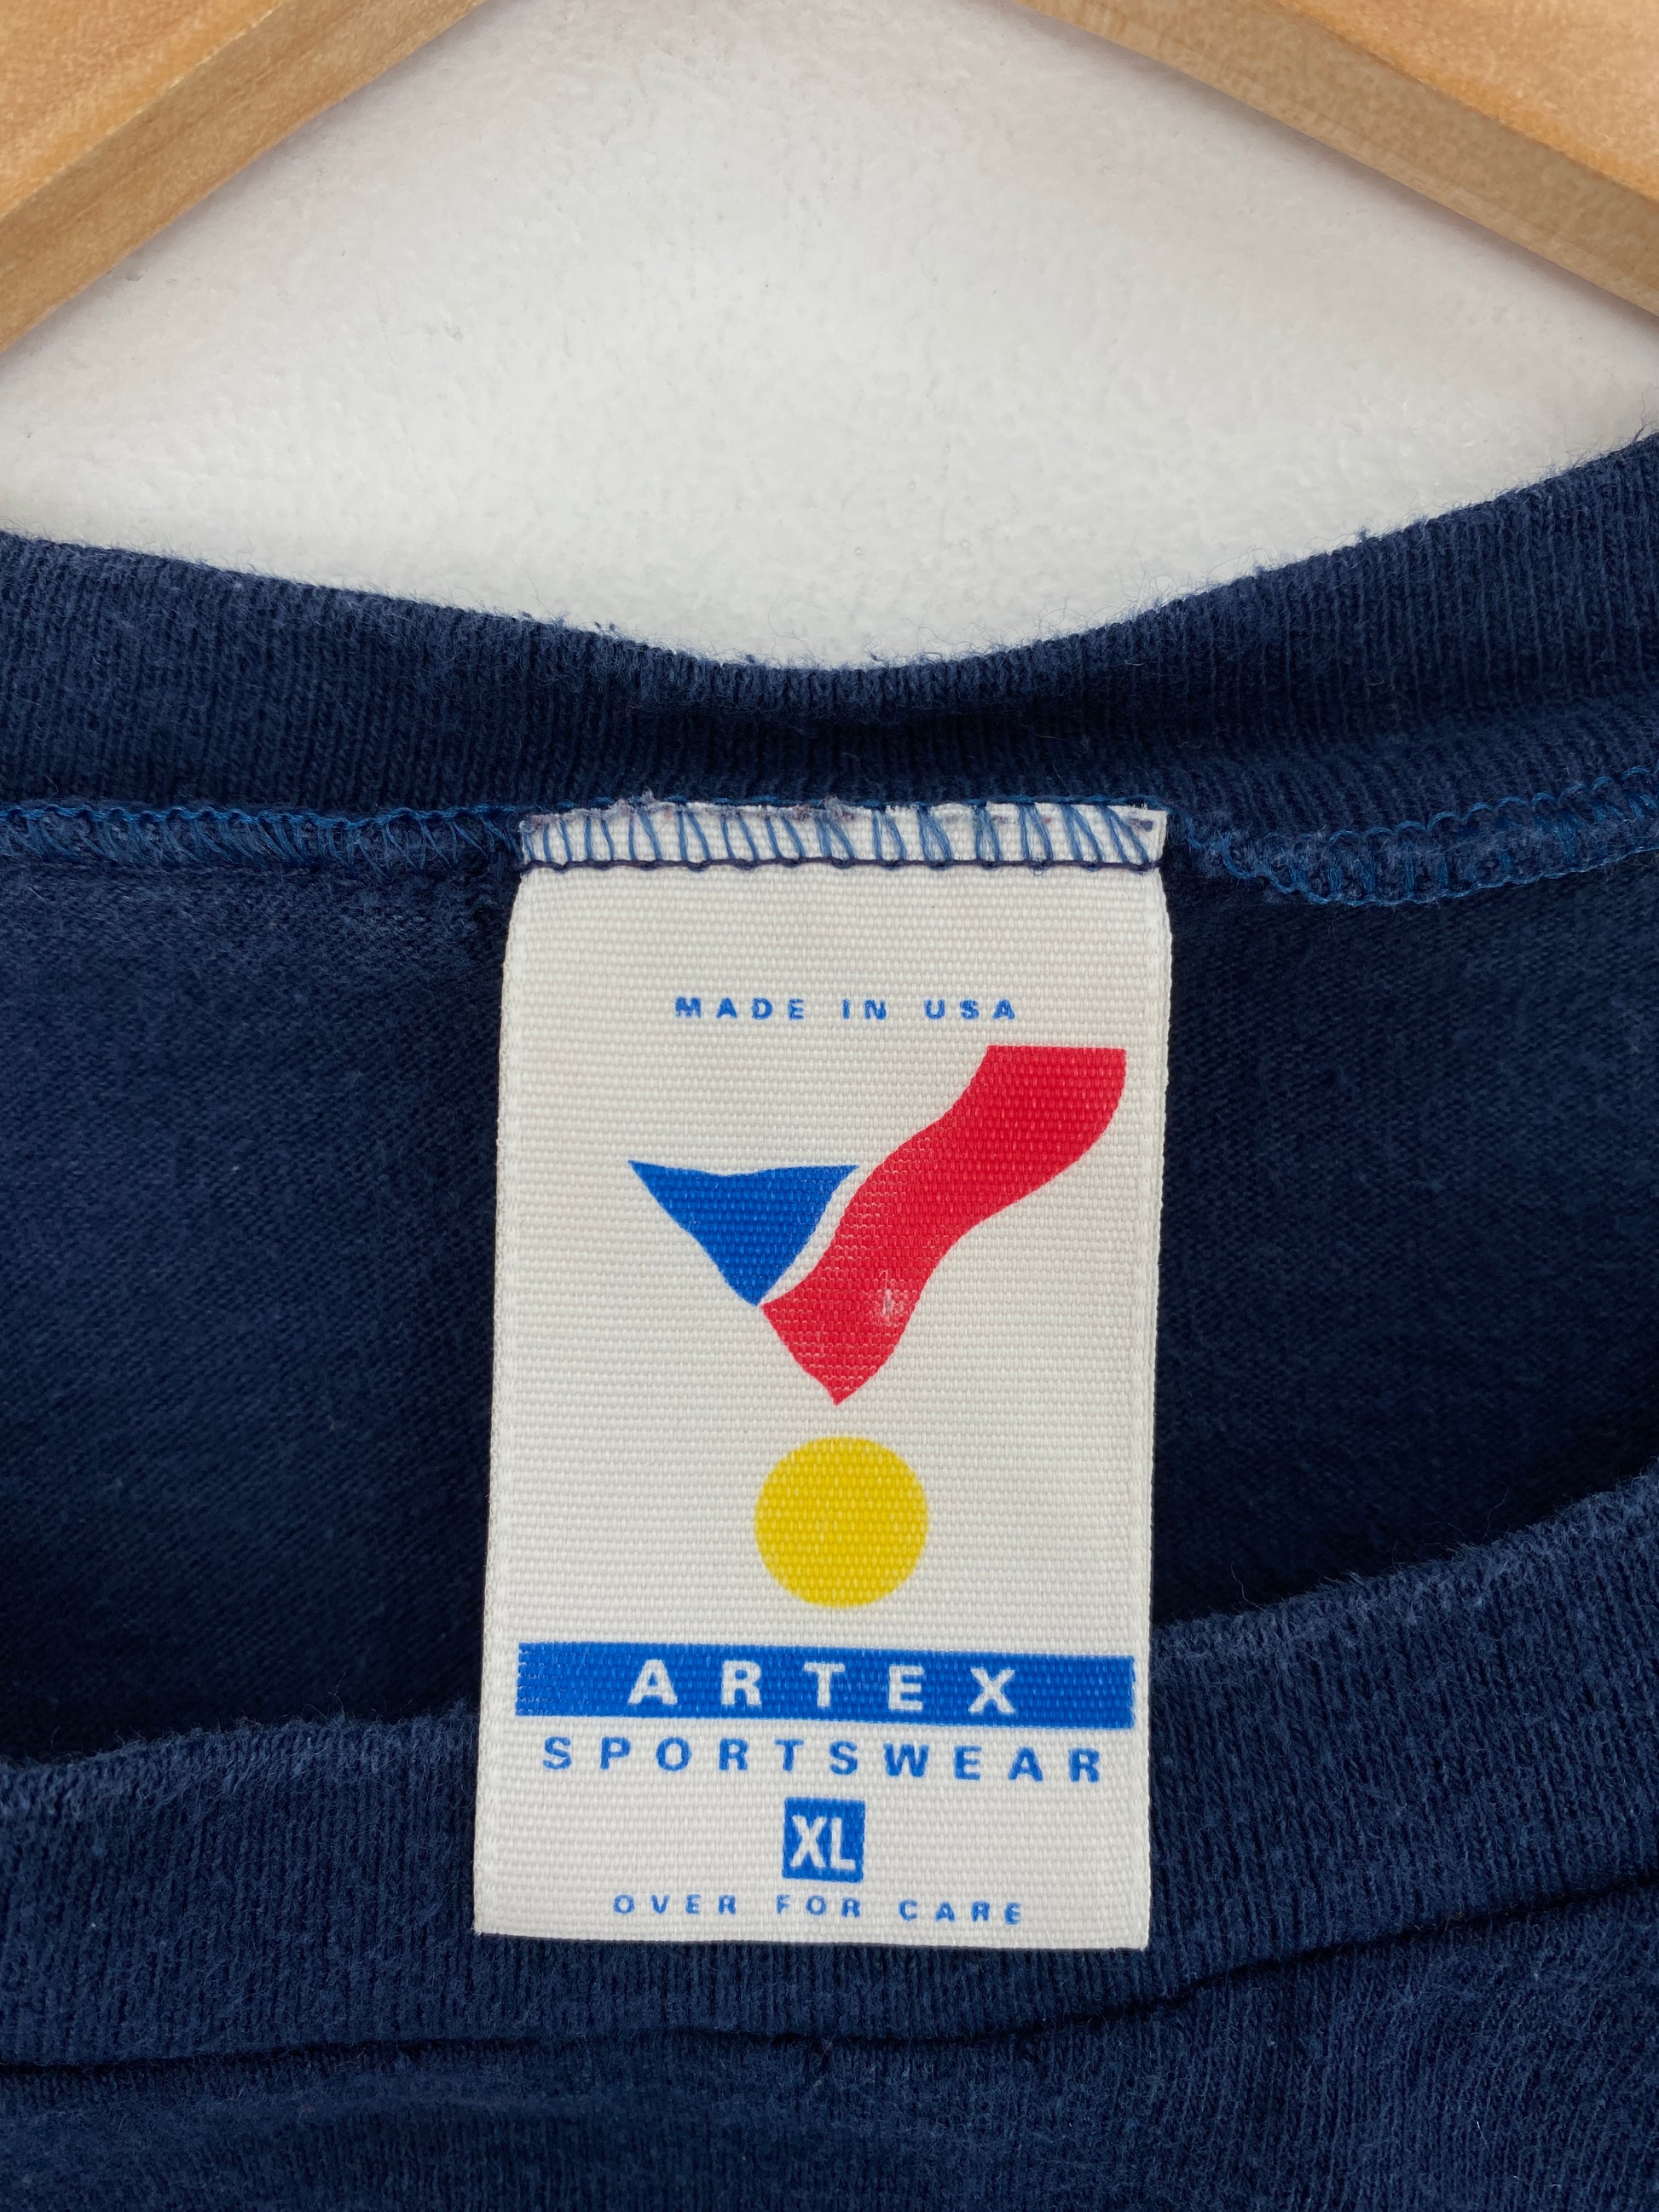 MADE IN USA
ARTEX
SPORTSWEAR
XL
OVER FOR CARE